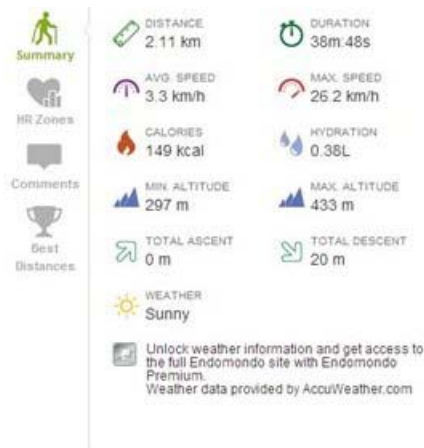 Summary
HR Zones
Comments
Best
Distances
DISTANCE
2.11 km
DURATION
38m:48s
AVG. SPEED
3.3 km/h
MAX. SPEED
26.2 km/h
CALORIES
149 kcal
HYDRATION
0.38L
MIN. ALTITUDE
297 m
MAX. ALTITUDE
433 m
TOTAL ASCENT
0 m
TOTAL DESCENT
20 m
WEATHER
Sunny
Unlock weather information and get access to
the full Endomondo site with Endomondo
Premium.
Weather data provided by AccuWeather.com